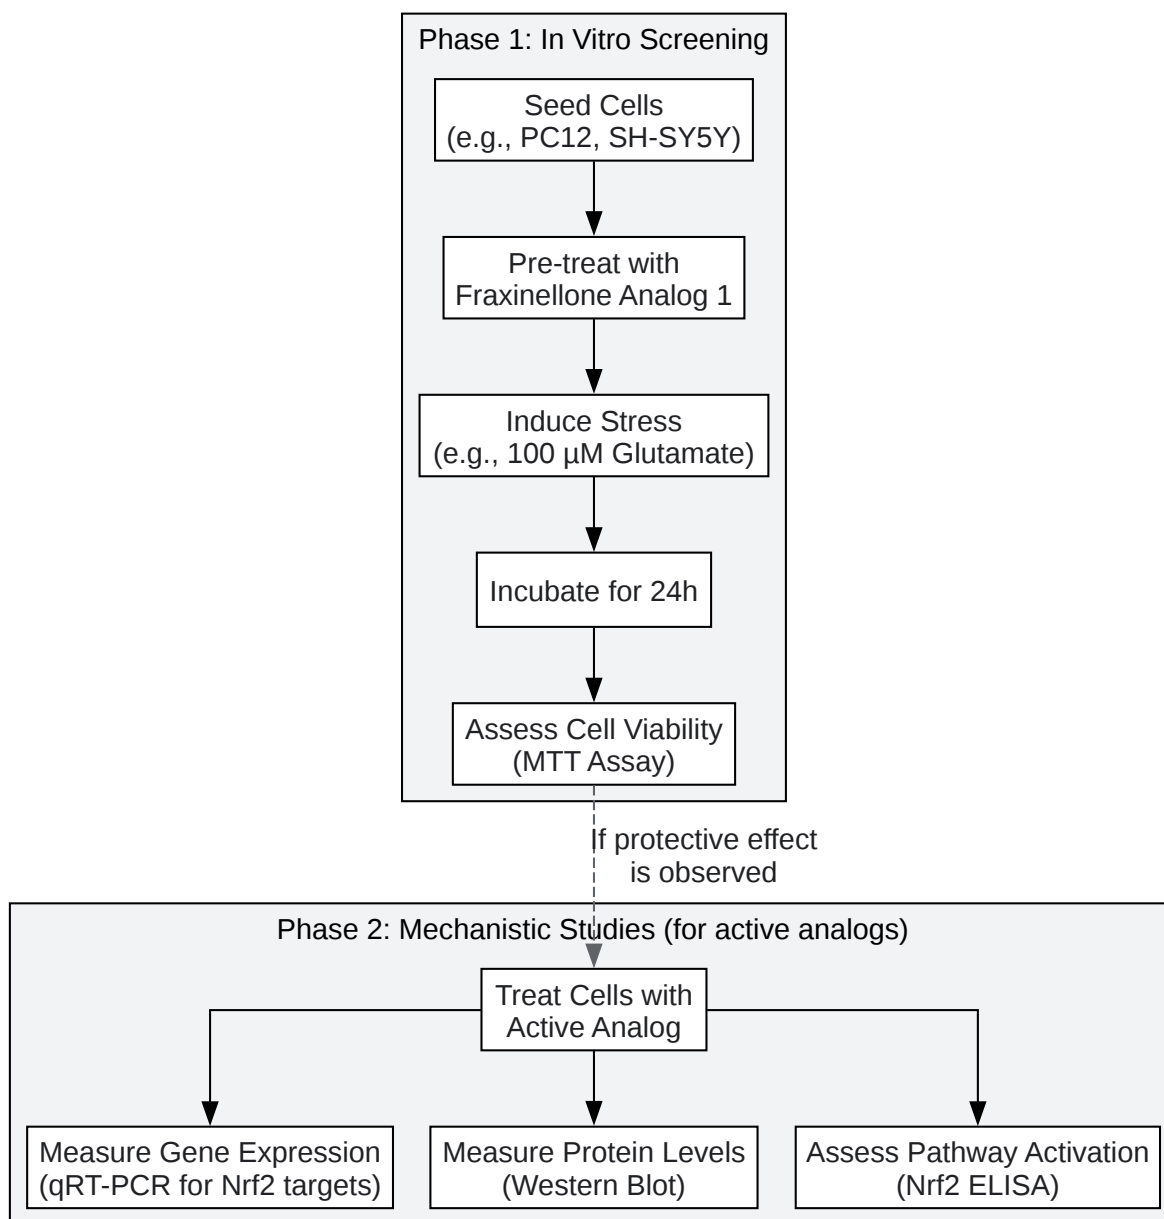 Phase 1: In Vitro Screening
Seed Cells
(e.g., PC12, SH-SY5Y)
Pre-treat with
Fraxinellone Analog 1
Induce Stress
(e.g., 100 µM Glutamate)
Incubate for 24h
Assess Cell Viability
(MTT Assay)
If protective effect
is observed
Phase 2: Mechanistic Studies (for active analogs)
Treat Cells with
Active Analog
Measure Gene Expression
(qRT-PCR for Nrf2 targets)
Measure Protein Levels
(Western Blot)
Assess Pathway Activation
(Nrf2 ELISA)